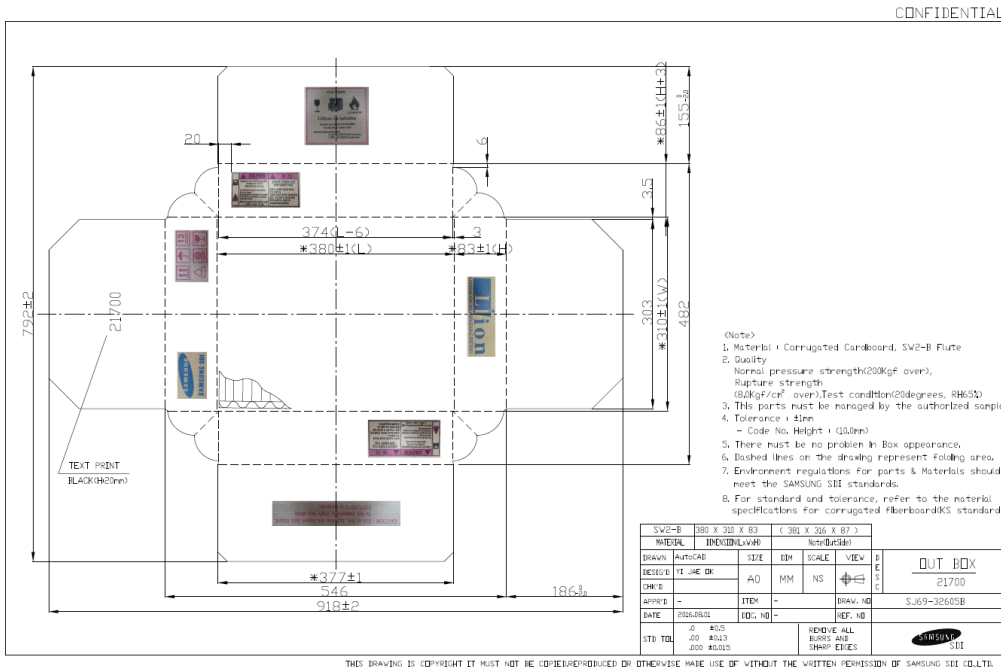 CONFIDENTIAL
20
6
*86±1(H+3)
155
3.5
374(L-6)
3
*380±1(L)
*83±1(H)
792±2
21700
303
*310±1(W)
482
Lithium ion batteries
CAUTION
Li ion
SAMSUNG SDI
TEXT PRINT
BLACK(H=20mm)
*377±1
546
186
918±2
<Note>
1. Material : Corrugated Cardboard, SW2-B Flute
2. Quality
Normal pressure strength(200Kgf over),
Rupture strength
(8.0Kgf/cm² over),Test condition(20degrees, RH65%)
3. This parts must be managed by the authorized sample
4. Tolerance : ±1mm
- Code No. Height : (10.0mm)
5. There must be no problem in Box appearance.
6. Dashed lines on the drawing represent folding area.
7. Environment regulations for parts & Materials should
meet the SAMSUNG SDI standards.
8. For standard and tolerance, refer to the material
specifications for corrugated fiberboard(KS standard
SW2-B 380 X 310 X 83 ( 381 X 316 X 87 )
MATERIAL DIMENSION(LxWxH) Note(OutSide)
DRAWN AutoCAD SIZE DIM SCALE VIEW DESC OUT BOX
DESIG'D YI JAE OK A0 MM NS 21700
CHK'D
APPR'D - ITEM - DRAW. NO SJ69-32605B
DATE 2016.08.01 DOC. NO - REF. NO
STD TOL .0 ±0.5 REMOVE ALL
.00 ±0.13 BURRS AND
.000 ±0.015 SHARP EDGES
SAMSUNG SDI
THIS DRAWING IS COPYRIGHT IT MUST NOT BE COPIED,REPRODUCED OR OTHERWISE MADE USE OF WITHOUT THE WRITTEN PERMISSION OF SAMSUNG SDI CO.,LTD.